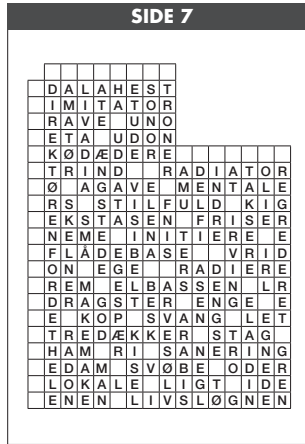 SIDE 7
DALAHEST
IMITATOR
RAVE UNO
ETA UDON
KØDÆDERE
TRIND RADIATOR
Ø AGAVE MENTALE
RS STILFULD KIG
EKSTASEN FRISER
NEME INITIERE E
FLÅDEBASE VRID
ON EGE RADIERE
REM ELBASSEN LR
DRAGSTER ENGE E
E KOP SVANG LET
TREDÆKKER STAG
HAM RI SANERING
EDAM SVØBE ODER
LOKALE LIGT IDE
ENEN LIVSLØGNEN